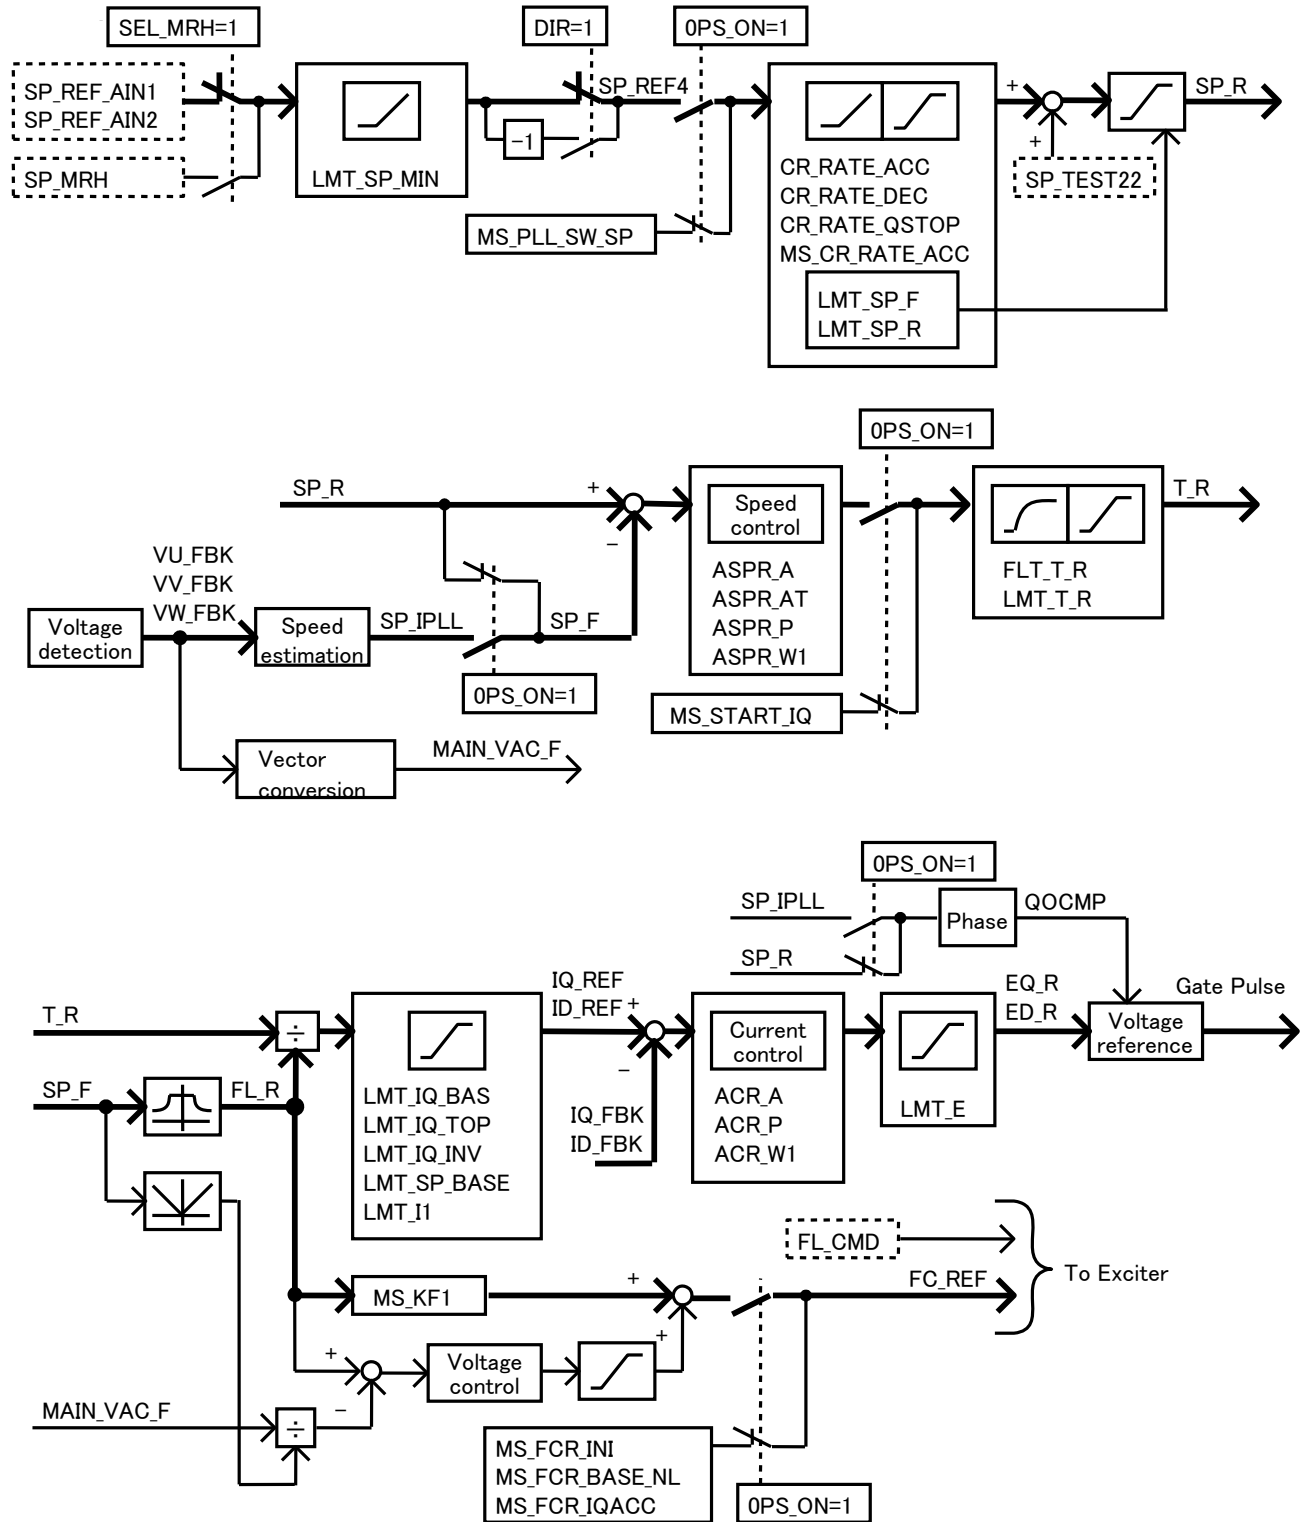 SEL_MRH=1
DIR=1
0PS_ON=1
SP_REF_AIN1
SP_REF_AIN2
SP_MRH
LMT_SP_MIN
-1
SP_REF4
MS_PLL_SW_SP
CR_RATE_ACC
CR_RATE_DEC
CR_RATE_QSTOP
MS_CR_RATE_ACC
LMT_SP_F
LMT_SP_R
+
+
SP_TEST22
SP_R
0PS_ON=1
SP_R
+
−
Speed
control
ASPR_A
ASPR_AT
ASPR_P
ASPR_W1
T_R
FLT_T_R
LMT_T_R
VU_FBK
VV_FBK
VW_FBK
Voltage
detection
Speed
estimation
SP_IPLL
SP_F
0PS_ON=1
MS_START_IQ
Vector
conversion
MAIN_VAC_F
0PS_ON=1
SP_IPLL
SP_R
Phase
QOCMP
T_R
÷
IQ_REF
ID_REF
+
−
Current
control
EQ_R
ED_R
Voltage
reference
Gate Pulse
SP_F
FL_R
LMT_IQ_BAS
LMT_IQ_TOP
LMT_IQ_INV
LMT_SP_BASE
LMT_I1
IQ_FBK
ID_FBK
ACR_A
ACR_P
ACR_W1
LMT_E
FL_CMD
FC_REF
To Exciter
MS_KF1
+
+
+
−
Voltage
control
MAIN_VAC_F
÷
MS_FCR_INI
MS_FCR_BASE_NL
MS_FCR_IQACC
0PS_ON=1